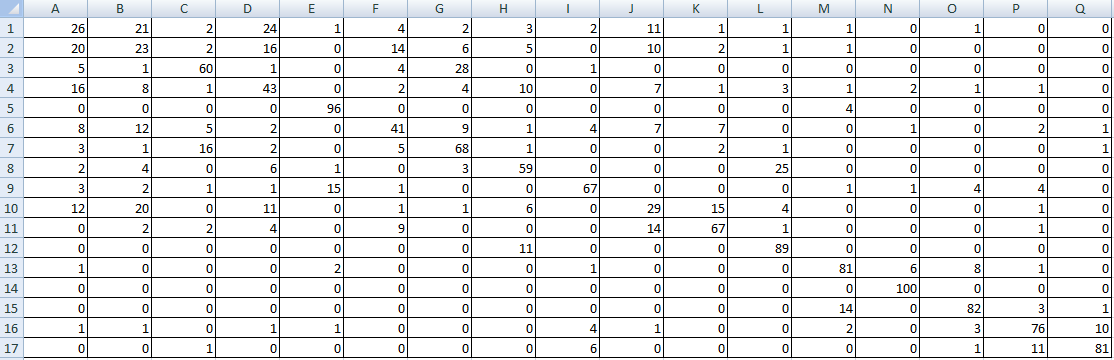 A B C D E F G H I J K L M N O P Q
1 26 21 2 24 1 4 2 3 2 11 1 1 1 0 1 0 0
2 20 23 2 16 0 14 6 5 0 10 2 1 1 0 0 0 0
3 5 1 60 1 0 4 28 0 1 0 0 0 0 0 0 0 0
4 16 8 1 43 0 2 4 10 0 7 1 3 1 2 1 1 0
5 0 0 0 0 96 0 0 0 0 0 0 0 4 0 0 0 0
6 8 12 5 2 0 41 9 1 4 7 7 0 0 1 0 2 1
7 3 1 16 2 0 5 68 1 0 0 2 1 0 0 0 0 1
8 2 4 0 6 1 0 3 59 0 0 0 25 0 0 0 0 0
9 3 2 1 1 15 1 0 0 67 0 0 0 1 1 4 4 0
10 12 20 0 11 0 1 1 6 0 29 15 4 0 0 0 1 0
11 0 2 2 4 0 9 0 0 0 14 67 1 0 0 0 1 0
12 0 0 0 0 0 0 0 11 0 0 0 89 0 0 0 0 0
13 1 0 0 0 2 0 0 0 1 0 0 0 81 6 8 1 0
14 0 0 0 0 0 0 0 0 0 0 0 0 0 100 0 0 0
15 0 0 0 0 0 0 0 0 0 0 0 0 14 0 82 3 1
16 1 1 0 1 1 0 0 0 4 1 0 0 2 0 3 76 10
17 0 0 1 0 0 0 0 0 6 0 0 0 0 0 1 11 81